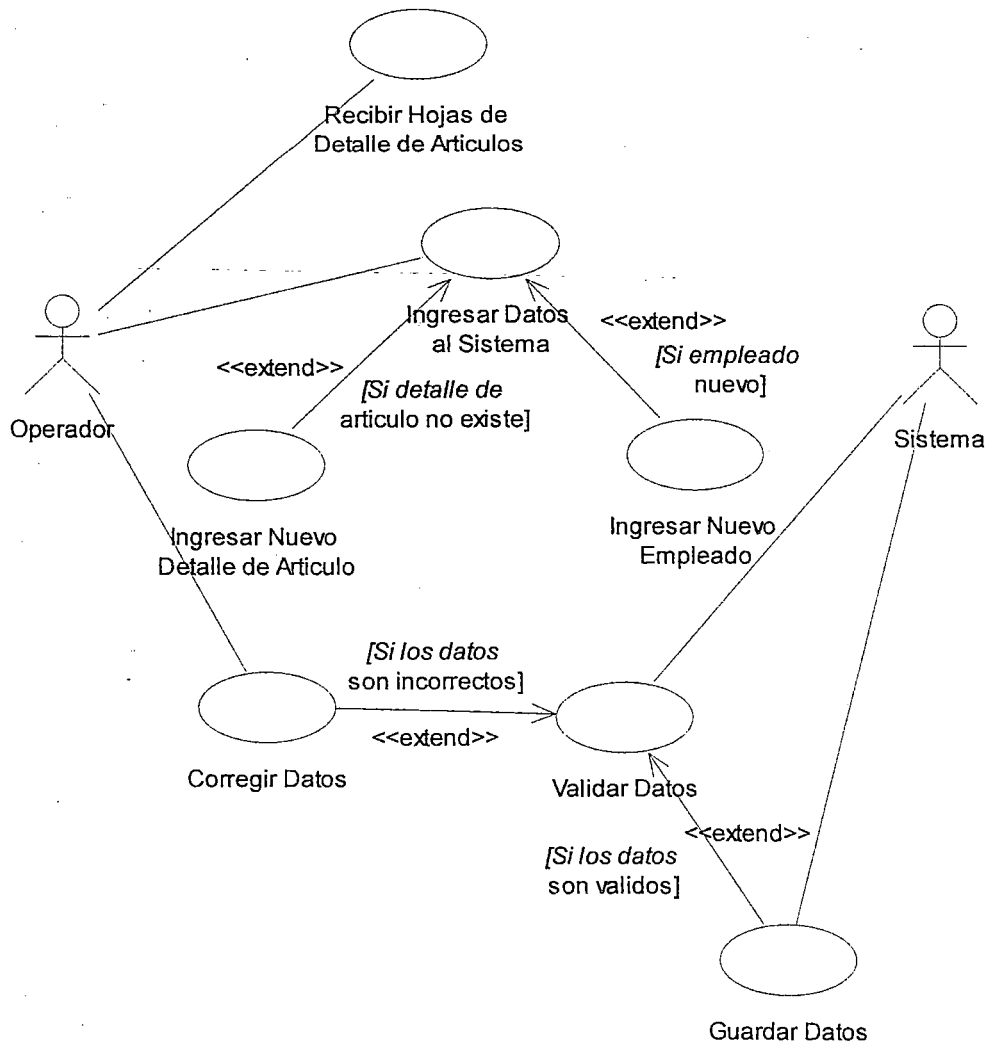 Recibir Hojas de
Detalle de Articulos
Ingresar Datos
al Sistema
<<extend>>
[Si empleado
nuevo]
<<extend>>
[Si detalle de
articulo no existe]
Operador
Sistema
Ingresar Nuevo
Detalle de Articulo
Ingresar Nuevo
Empleado
[Si los datos
son incorrectos]
<<extend>>
Corregir Datos
Validar Datos
<<extend>>
[Si los datos
son validos]
Guardar Datos